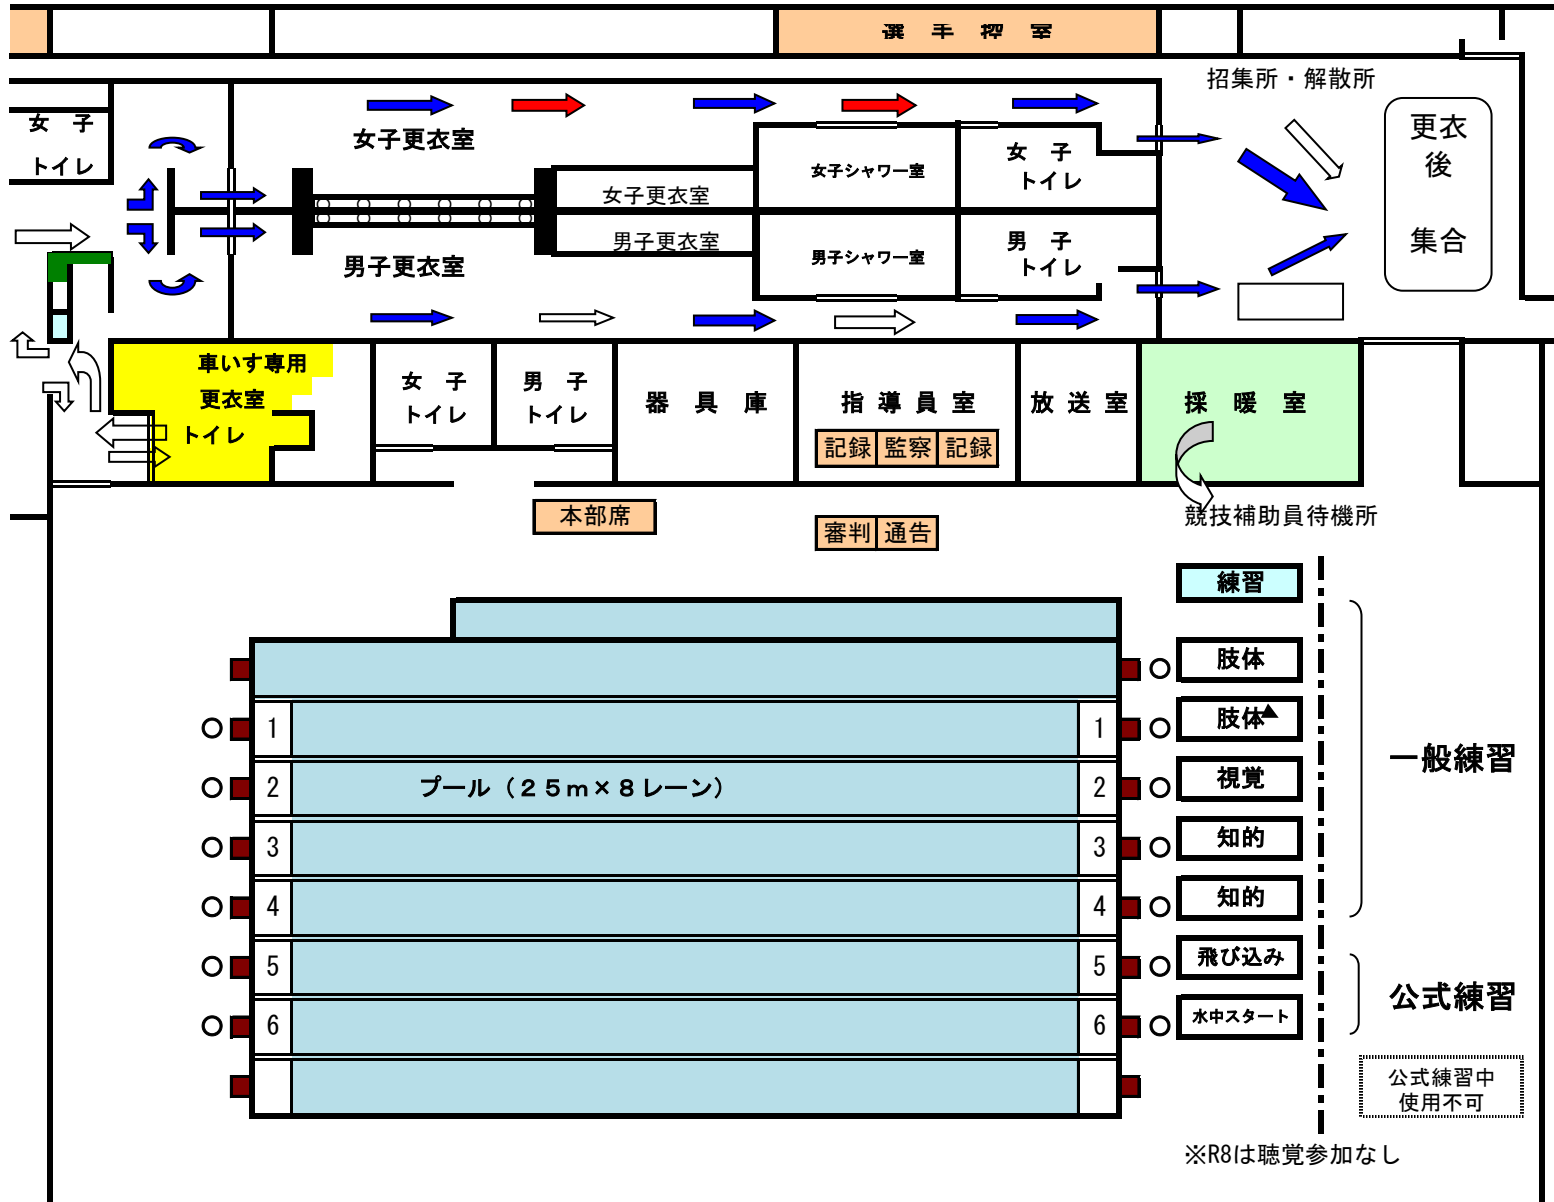 選手控室
招集所・解散所
更衣
後
集合
女 子
トイレ
女子更衣室
女子シャワー室
女 子
トイレ
女子更衣室
男子更衣室
男子更衣室
男子シャワー室
男 子
トイレ
車いす専用
更衣室
トイレ
女 子
トイレ
男 子
トイレ
器 具 庫
指 導 員 室
放 送 室
採 暖 室
記録 監察 記録
本部席
審判 通告
競技補助員待機所
練習
肢体
1 1 肢体▲
2 プール（２５ｍ×８レーン） 2 視覚
3 3 知的
4 4 知的
一般練習
5 5 飛び込み
6 6 水中スタート
公式練習
公式練習中
使用不可
※R8は聴覚参加なし